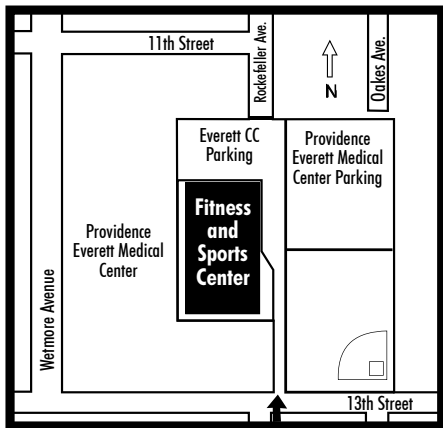 11th Street
Rockefeller Ave.
N
Oakes Ave.
Everett CC
Parking
Providence
Everett Medical
Center Parking
Fitness
and
Sports
Center
Providence
Everett Medical
Center
Wetmore Avenue
13th Street